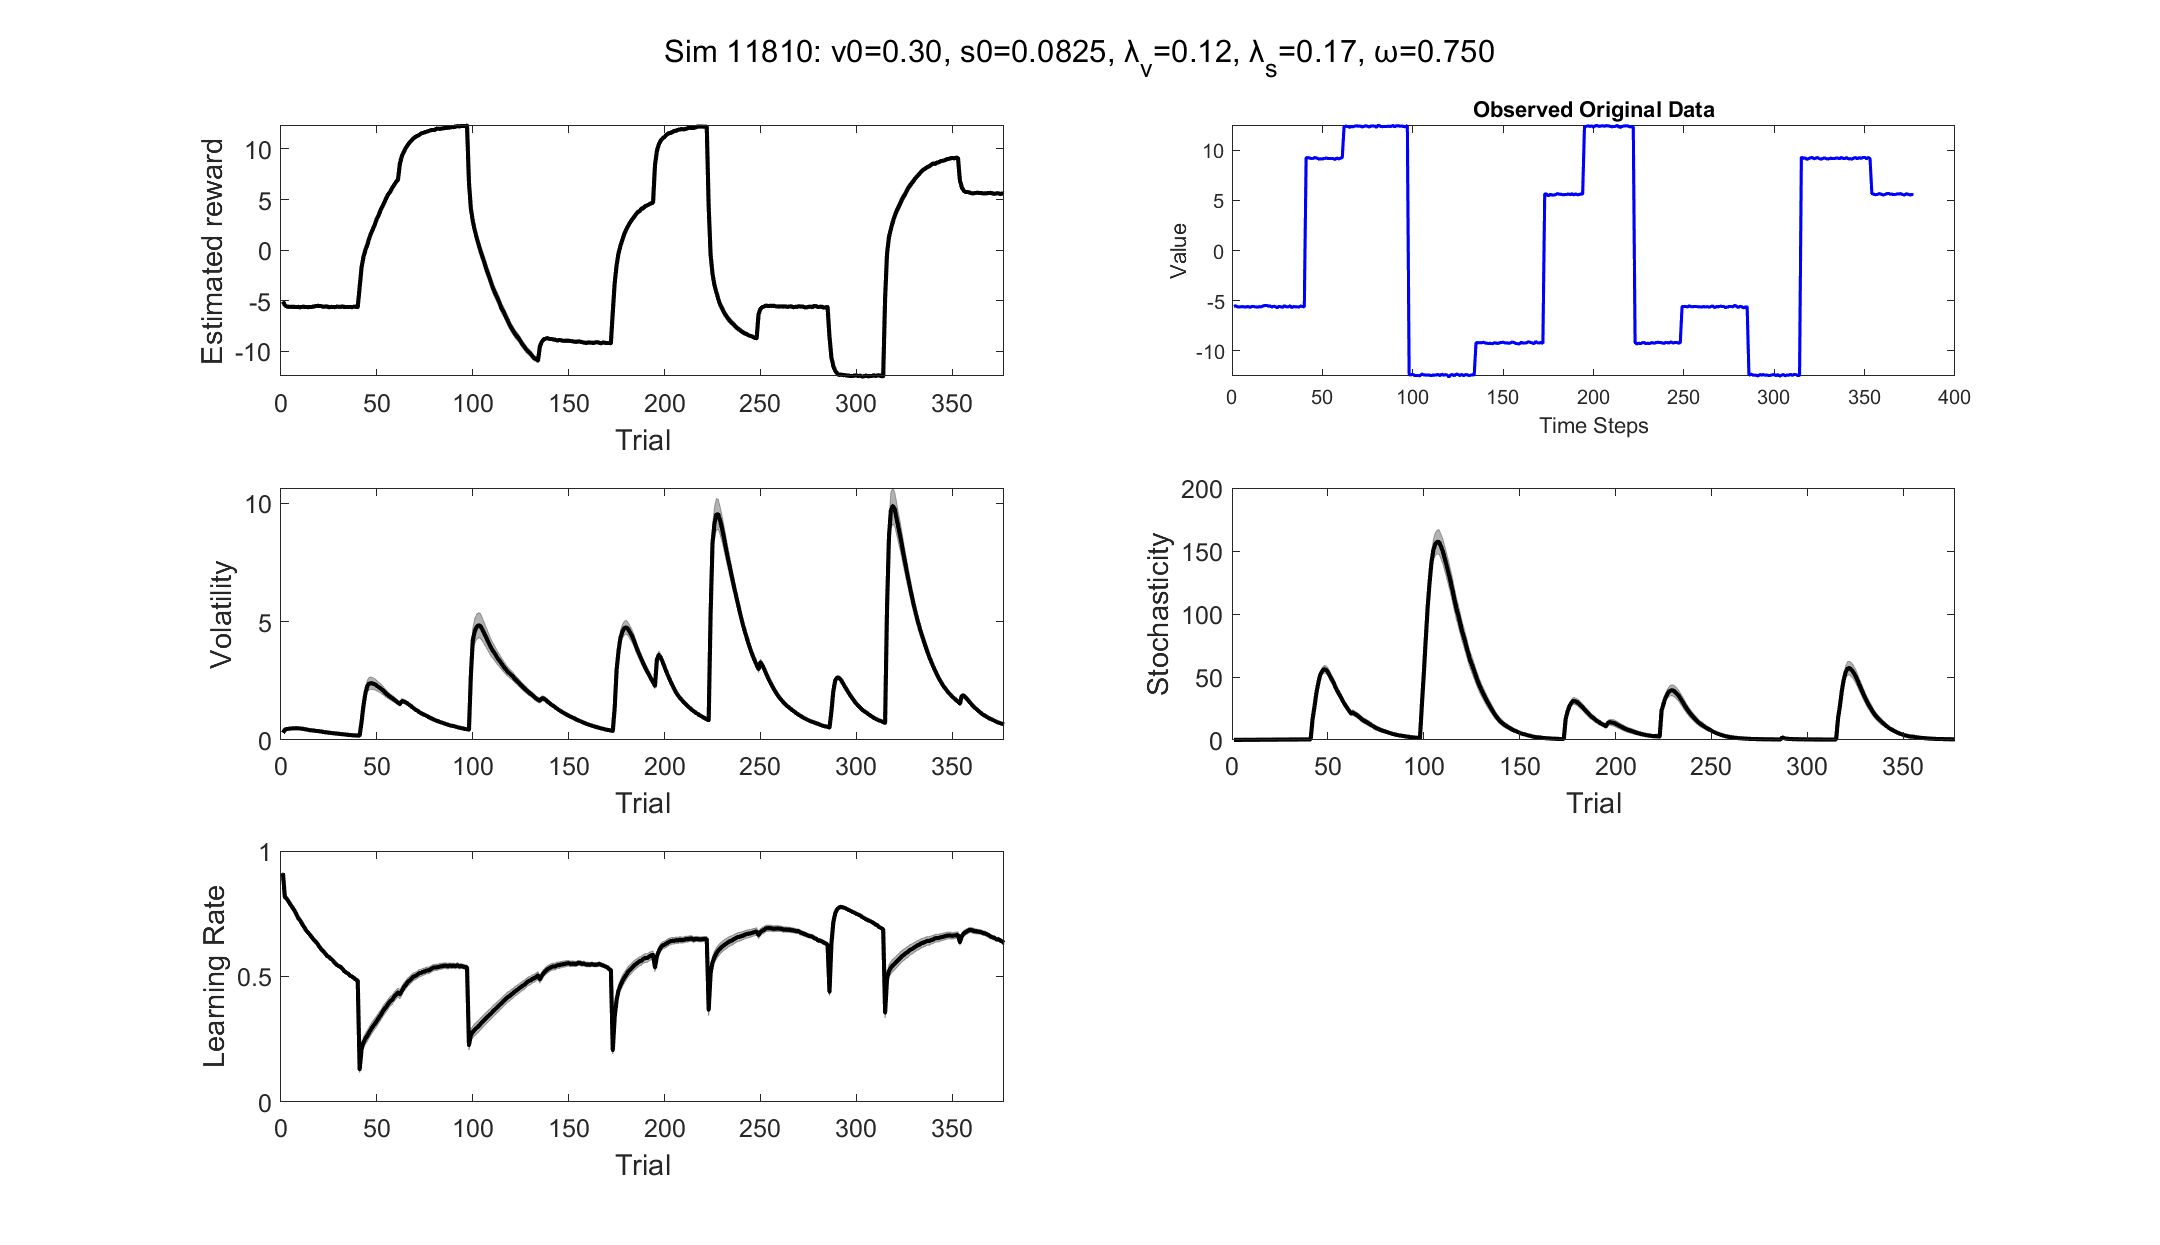 Sim 11810: v0=0.30, s0=0.0825, λ_v=0.12, λ_s=0.17, ω=0.750
Estimated reward
10
5
0
-5
-10
0 50 100 150 200 250 300 350
Trial
Observed Original Data
Value
10
5
0
-5
-10
0 50 100 150 200 250 300 350 400
Time Steps
Volatility
10
5
0
0 50 100 150 200 250 300 350
Trial
Stochasticity
200
150
100
50
0
0 50 100 150 200 250 300 350
Trial
Learning Rate
1
0.5
0
0 50 100 150 200 250 300 350
Trial